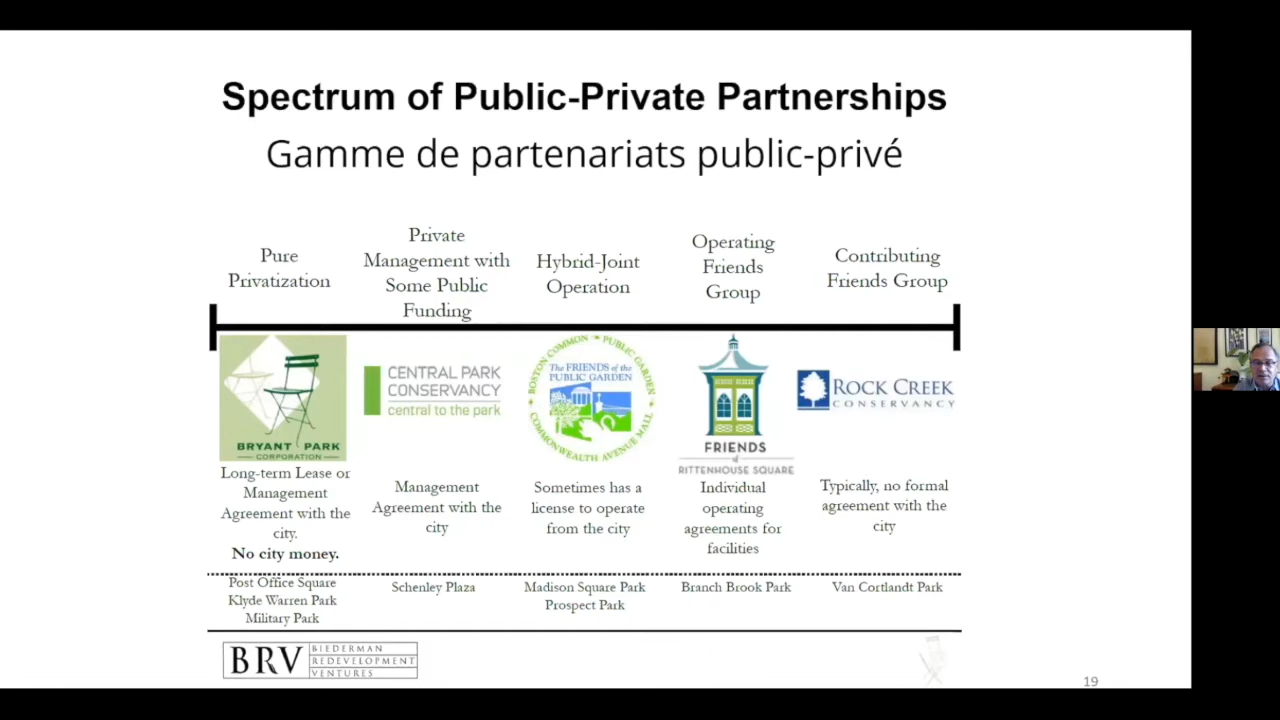 Spectrum of Public-Private Partnerships
Gamme de partenariats public-privé
Pure
Privatization
Private
Management with
Some Public
Funding
Hybrid-Joint
Operation
Operating
Friends
Group
Contributing
Friends Group
BRYANT PARK
CORPORATION
CENTRAL PARK
CONSERVANCY
central to the park
BOSTON COMMON • PUBLIC GARDEN
The FRIENDS of the
PUBLIC GARDEN
COMMONWEALTH AVENUE MALL
FRIENDS
of
RITTENHOUSE SQUARE
ROCK CREEK
CONSERVANCY
Long-term Lease or
Management
Agreement with the
city.
No city money.
Management
Agreement with the
city
Sometimes has a
license to operate
from the city
Individual
operating
agreements for
facilities
Typically, no formal
agreement with the
city
Post Office Square
Klyde Warren Park
Military Park
Schenley Plaza
Madison Square Park
Prospect Park
Branch Brook Park
Van Cortlandt Park
BRV
BIEDERMAN
REDEVELOPMENT
VENTURES
19